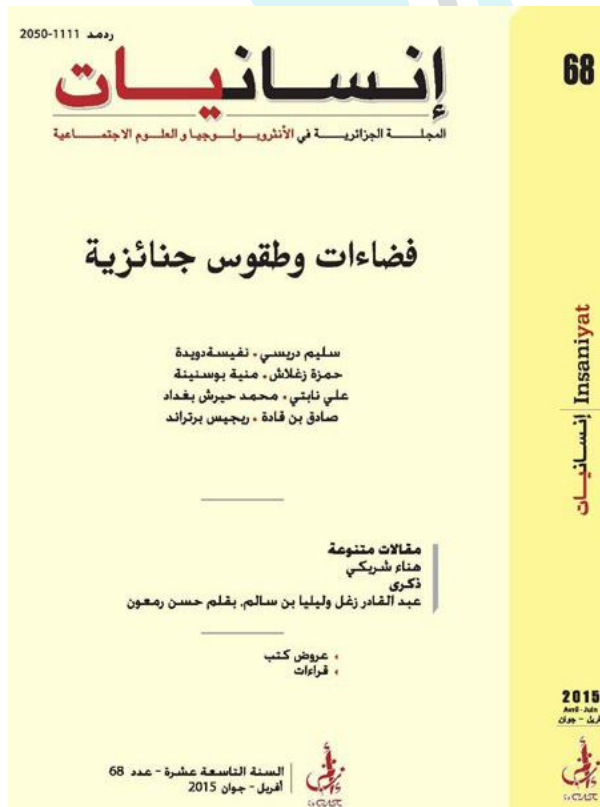 ردمد 1111-2050
إنسانيات
المجلة الجزائرية في الأنثروبولوجيا و العلوم الاجتماعية
فضاءات وطقوس جنائزية
سليم دريسي، نفيسة دويدة
حمزة زغلاش، منية بوسنينة
علي نابتي، محمد حيرش بغداد
صادق بن قادة، ريجيس برتراند
مقالات متنوعة
هناء شريكي
ذكرى
عبد القادر زغل وليليا بن سالم، بقلم حسن رمعون
، عروض كتب
، قراءات
السنة التاسعة عشرة - عدد 68
أفريل - جوان 2015
CRASC
68
إنسانيات Insaniyat
2015
Avril - Juin
أفريل - جوان
CRASC